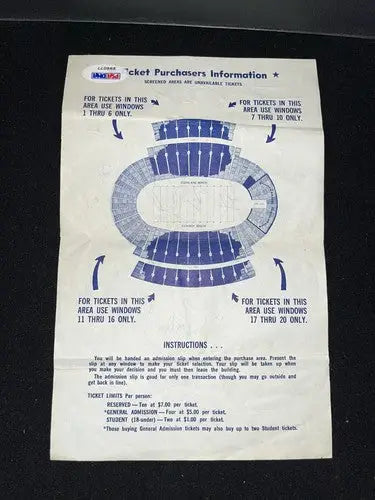 PSA/DNA
Ticket Purchasers Information ★
SCREENED AREAS ARE UNAVAILABLE TICKETS
FOR TICKETS IN THIS
AREA USE WINDOWS
1 THRU 6 ONLY.
FOR TICKETS IN THIS
AREA USE WINDOWS
7 THRU 10 ONLY.
CLEVELAND BENCH
COWBOY BENCH
FOR TICKETS IN THIS
AREA USE WINDOWS
11 THRU 16 ONLY.
FOR TICKETS IN THIS
AREA USE WINDOWS
17 THRU 20 ONLY.
INSTRUCTIONS . . .
You will be handed an admission slip when entering the purchase area. Present the
slip at any window to make your ticket selection. Your slip will be taken up when
you make your decision and you must then leave the building.
The admission slip is good for only one transaction (though you may go outside and
get back in line).
TICKET LIMITS Per person:
RESERVED — Ten at $7.00 per ticket.
*GENERAL ADMISSION — Four at $5.00 per ticket.
STUDENT (18-under) — Two at $1.00 per ticket.
*Those buying General Admission tickets may also buy up to two Student tickets.